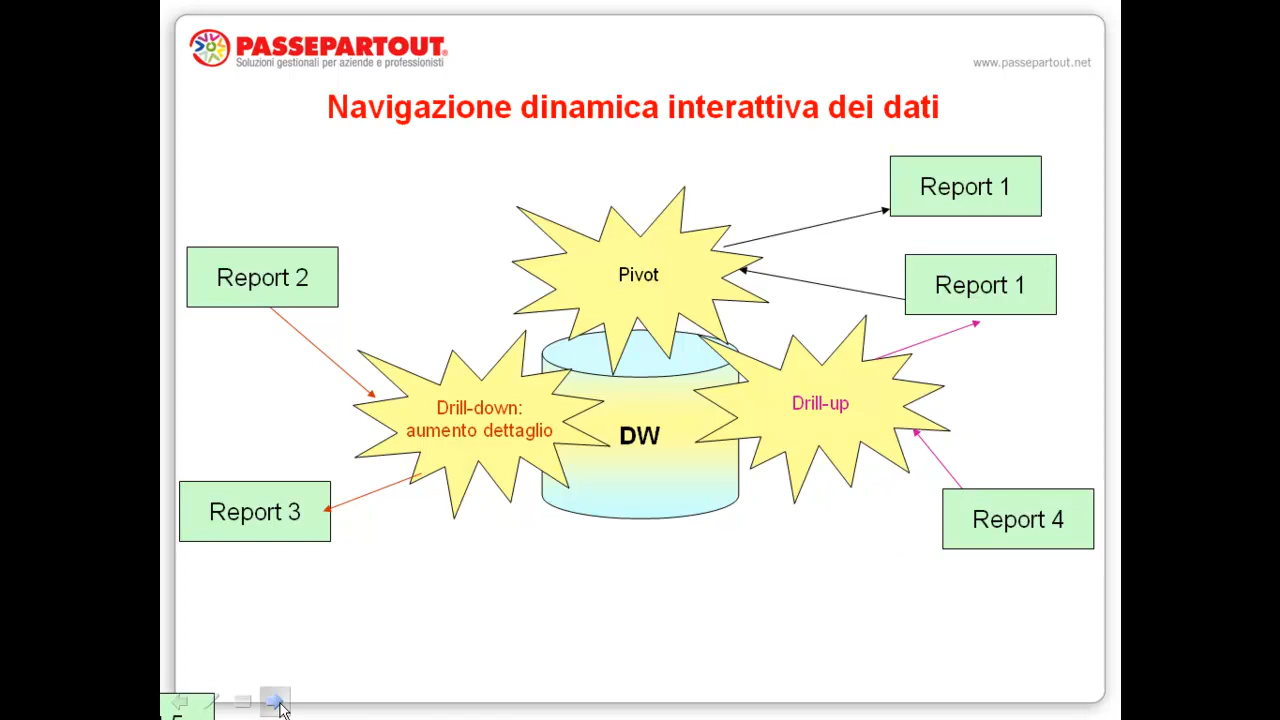 PASSEPARTOUT®
Soluzioni gestionali per aziende e professionisti
www.passepartout.net
Navigazione dinamica interattiva dei dati
Report 1
Pivot
Report 2
Report 1
Drill-down:
aumento dettaglio
DW
Drill-up
Report 3
Report 4